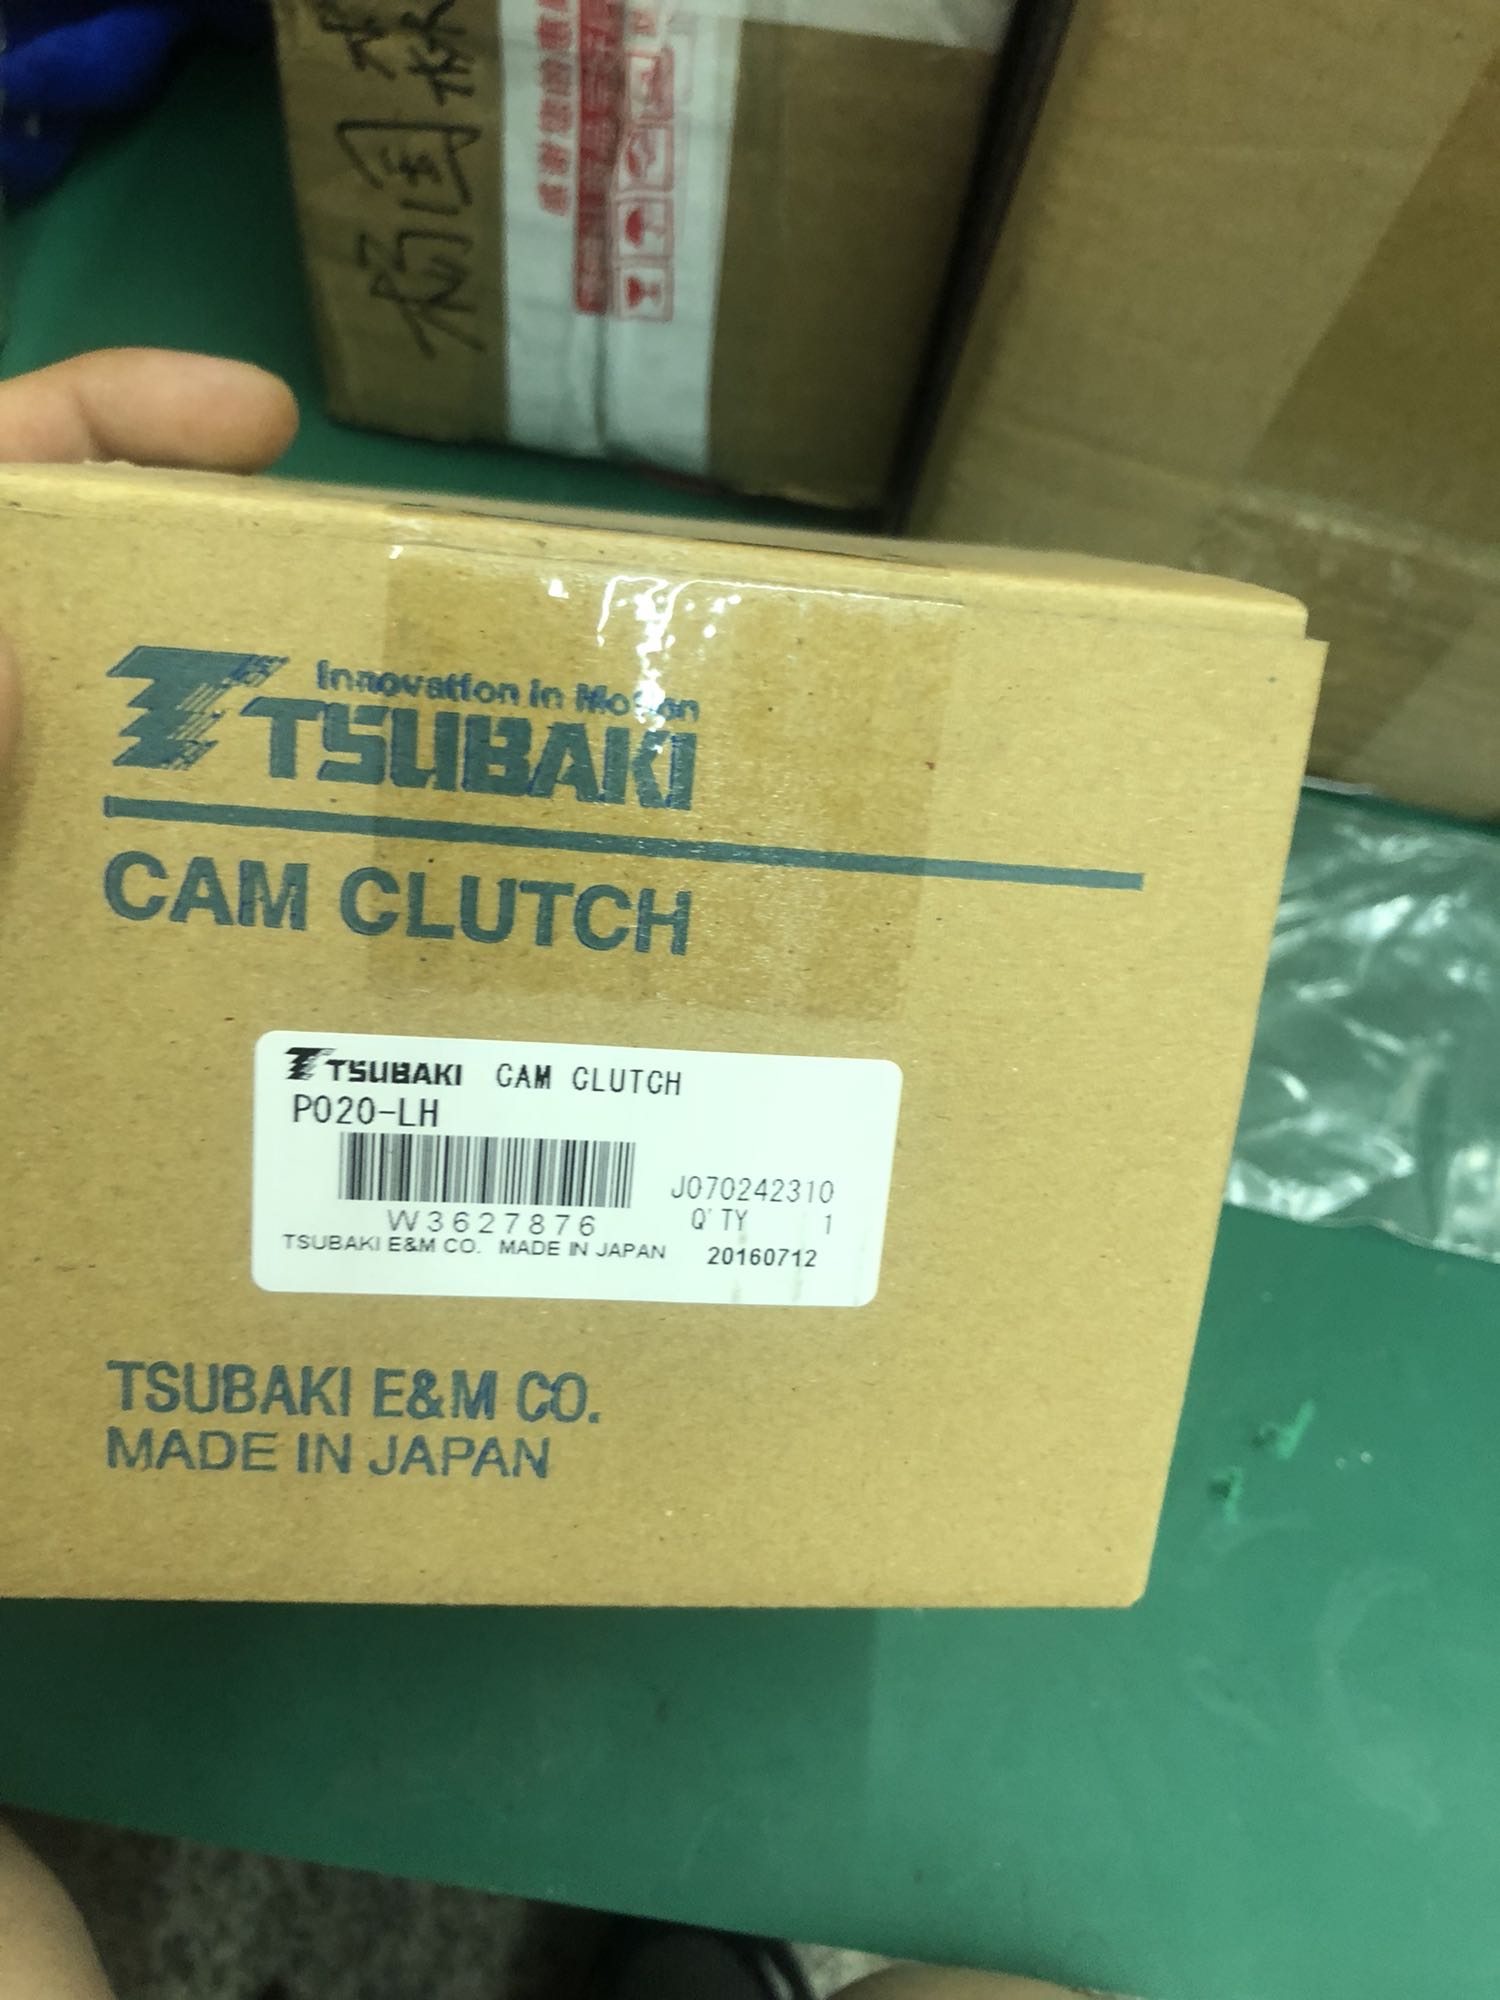 Innovation in Motion
TSUBAKI
CAM CLUTCH
TSUBAKI CAM CLUTCH
PO20-LH
J070242310
W3627876
Q'TY 1
TSUBAKI E&M CO. MADE IN JAPAN 20160712
TSUBAKI E&M CO.
MADE IN JAPAN